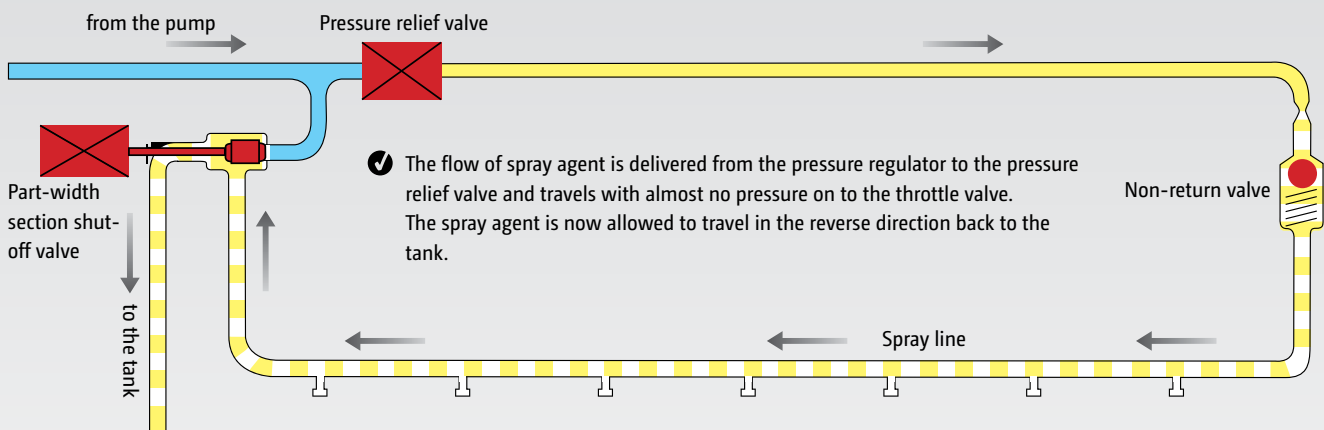 from the pump
Pressure relief valve
The flow of spray agent is delivered from the pressure regulator to the pressure
relief valve and travels with almost no pressure on to the throttle valve.
The spray agent is now allowed to travel in the reverse direction back to the
tank.
Part-width
section shut-
off valve
Non-return valve
to the tank
Spray line